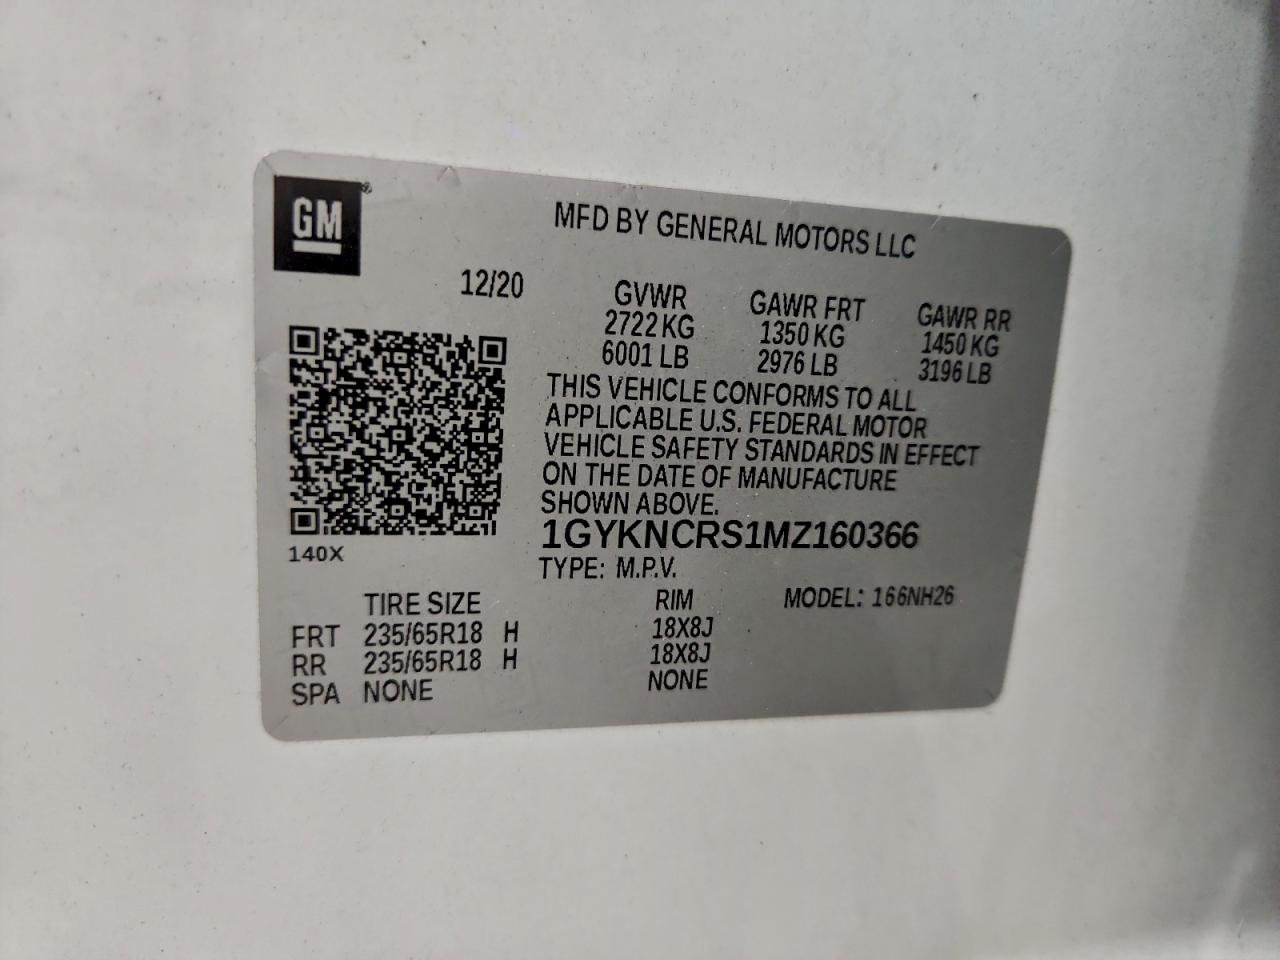 GM®
MFD BY GENERAL MOTORS LLC
12/20
GVWR GAWR FRT GAWR RR
2722 KG 1350 KG 1450 KG
6001 LB 2976 LB 3196 LB
THIS VEHICLE CONFORMS TO ALL
APPLICABLE U.S. FEDERAL MOTOR
VEHICLE SAFETY STANDARDS IN EFFECT
ON THE DATE OF MANUFACTURE
SHOWN ABOVE.
1GYKNCRS1MZ160366
140X
TYPE: M.P.V. MODEL: 166NH26
TIRE SIZE RIM
FRT 235/65R18 H 18X8J
RR 235/65R18 H 18X8J
SPA NONE NONE